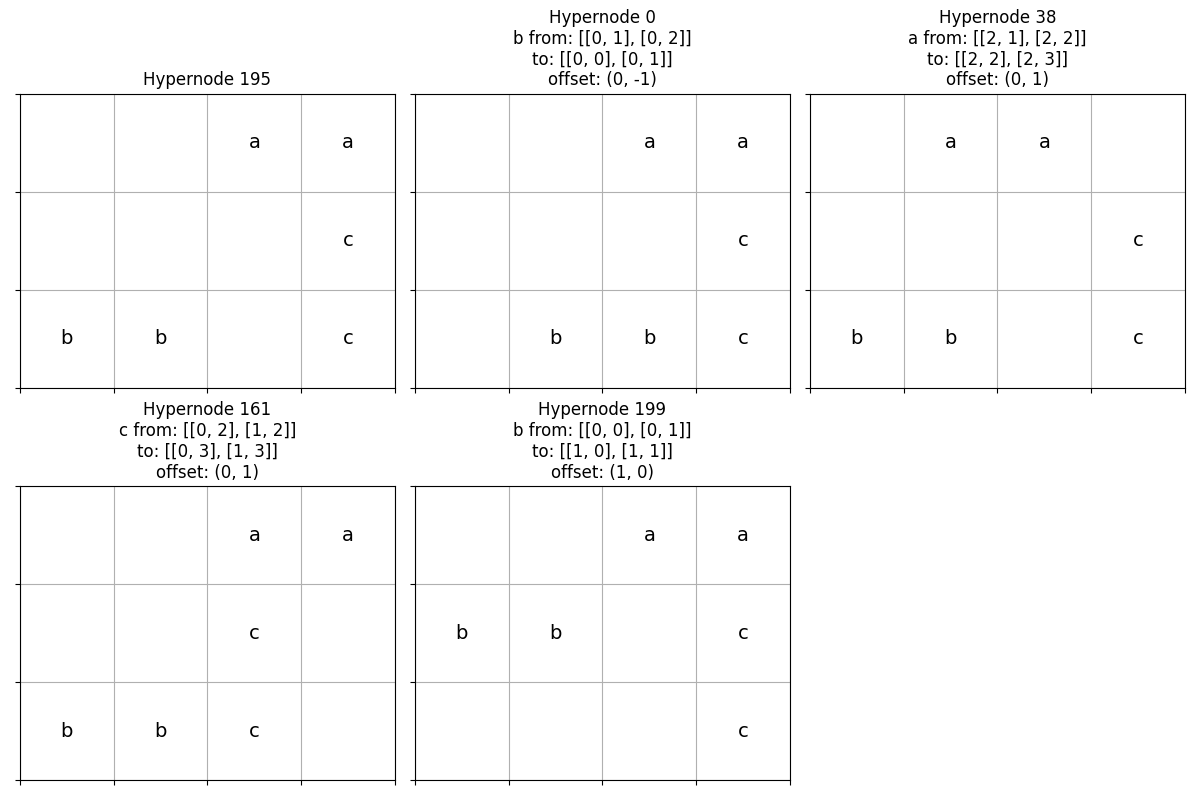 Hypernode 195
a a
c
b b c
Hypernode 0
b from: [[0, 1], [0, 2]]
to: [[0, 0], [0, 1]]
offset: (0, -1)
a a
c
b b c
Hypernode 38
a from: [[2, 1], [2, 2]]
to: [[2, 2], [2, 3]]
offset: (0, 1)
a a
c
b b c
Hypernode 161
c from: [[0, 2], [1, 2]]
to: [[0, 3], [1, 3]]
offset: (0, 1)
a a
c
b b c
Hypernode 199
b from: [[0, 0], [0, 1]]
to: [[1, 0], [1, 1]]
offset: (1, 0)
a a
b b c
c